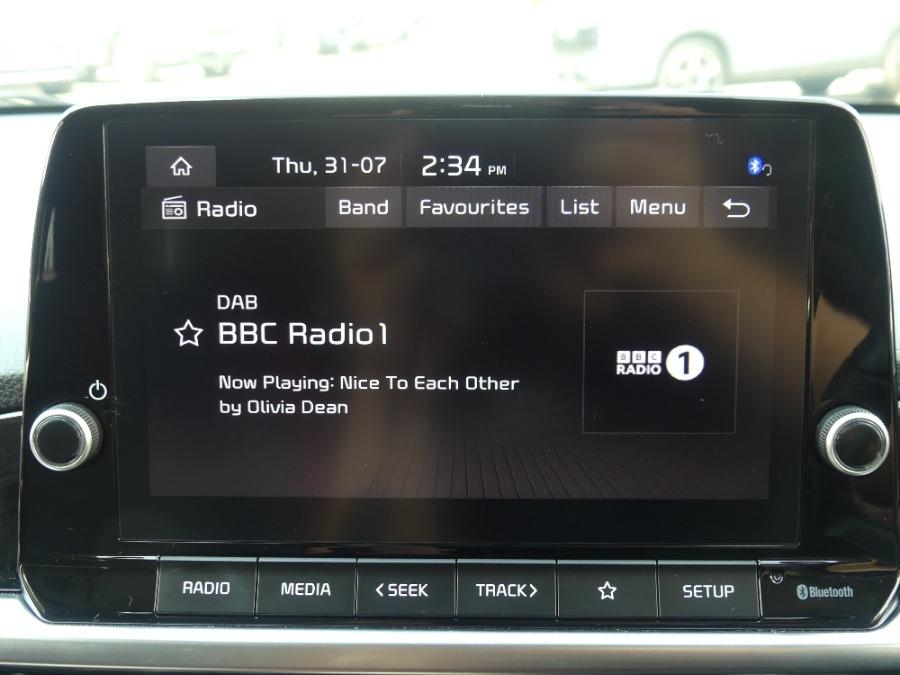 Thu, 31-07 2:34 PM
Radio Band Favourites List Menu
DAB
BBC Radio1
Now Playing: Nice To Each Other
by Olivia Dean
BBC
RADIO 1
RADIO MEDIA <SEEK TRACK> SETUP
Bluetooth